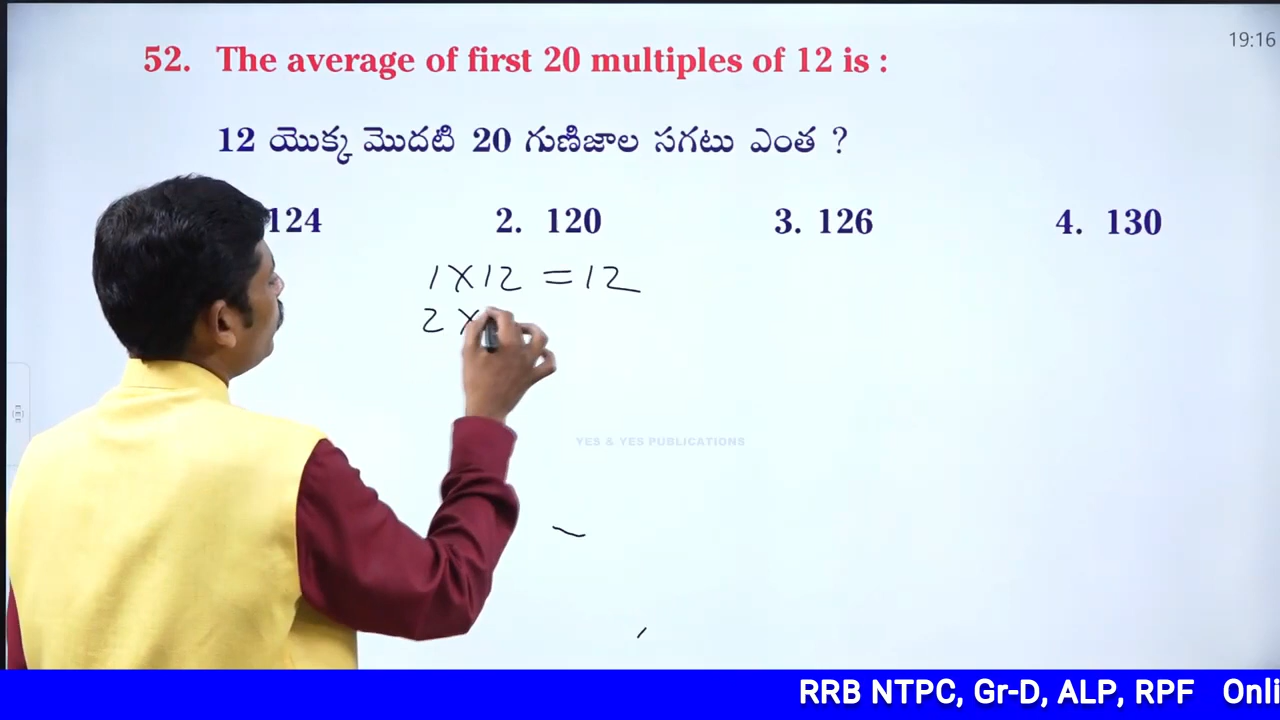 19:16
52. The average of first 20 multiples of 12 is :
12 యొక్క మొదటి 20 గుణిజాల సగటు ఎంత ?
124 2. 120 3. 126 4. 130
1×12 = 12
2×
YES & YES PUBLICATIONS
RRB NTPC, Gr-D, ALP, RPF Onli